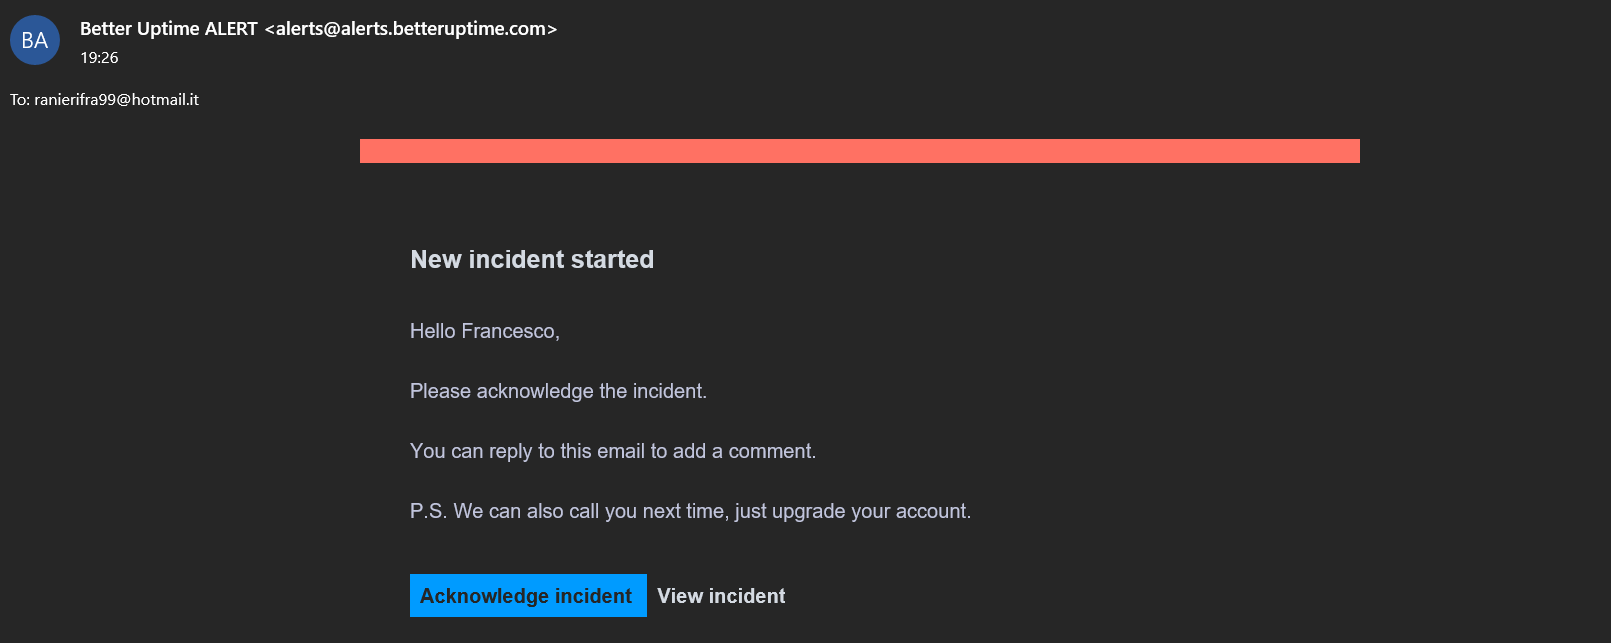 BA
Better Uptime ALERT <alerts@alerts.betteruptime.com>
19:26
To: ranierifra99@hotmail.it
New incident started
Hello Francesco,
Please acknowledge the incident.
You can reply to this email to add a comment.
P.S. We can also call you next time, just upgrade your account.
Acknowledge incident View incident